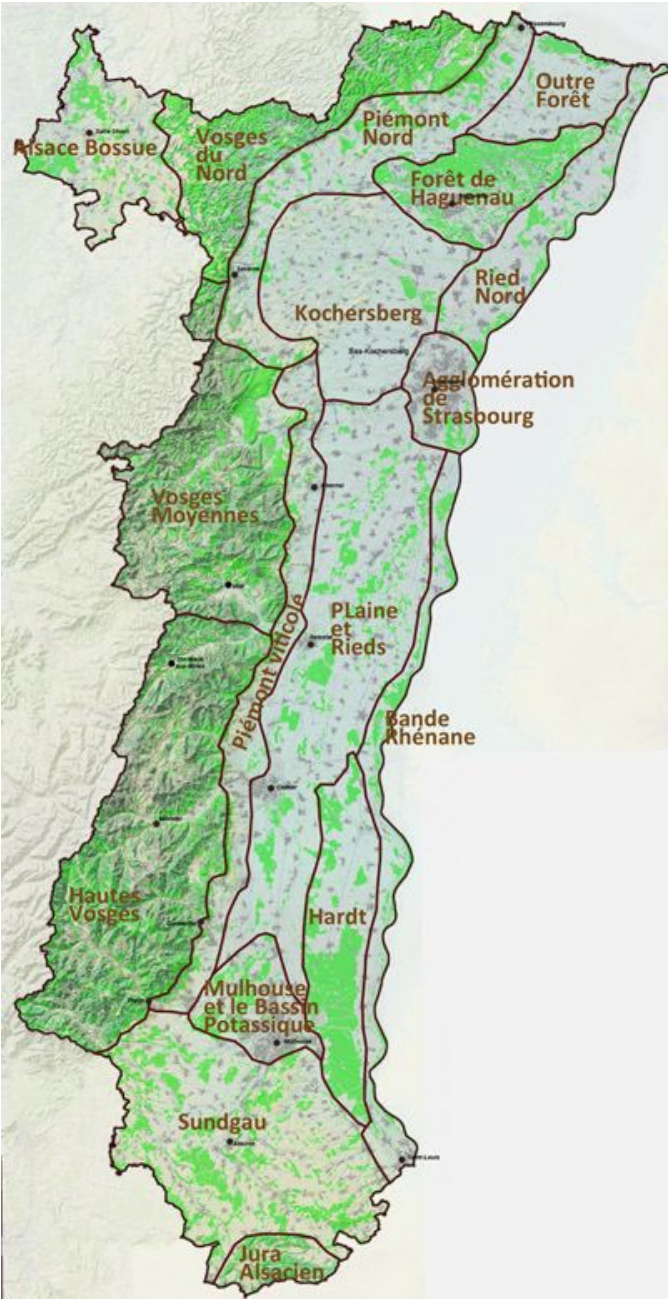 Outre
Forêt
Piémont
Nord
Vosges
du
Nord
Alsace Bossue
Forêt de
Haguenau
Ried
Nord
Kochersberg
Agglomération
de
Strasbourg
Vosges
Moyennes
Piémont viticole
PLaine
et
Rieds
Bande
Rhénane
Hautes
Vosges
Hardt
Mulhouse
et le Bassin
Potassique
Sundgau
Saint-Louis
Jura
Alsacien